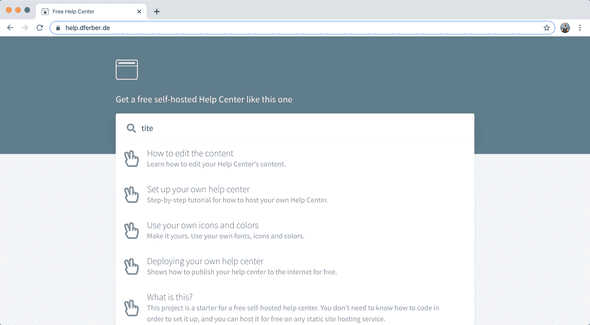 Free Help Center
help.dferber.de
Get a free self-hosted Help Center like this one
tite
How to edit the content
Learn how to edit your Help Center's content.
Set up your own help center
Step-by-step tutorial for how to host your own Help Center.
Use your own icons and colors
Make it yours. Use your own fonts, icons and colors.
Deploying your own help center
Shows how to publish your help center to the internet for free.
What is this?
This project is a starter for a free self-hosted help center. You don't need to know how to code in
order to set it up, and you can host it for free on any static site hosting service.